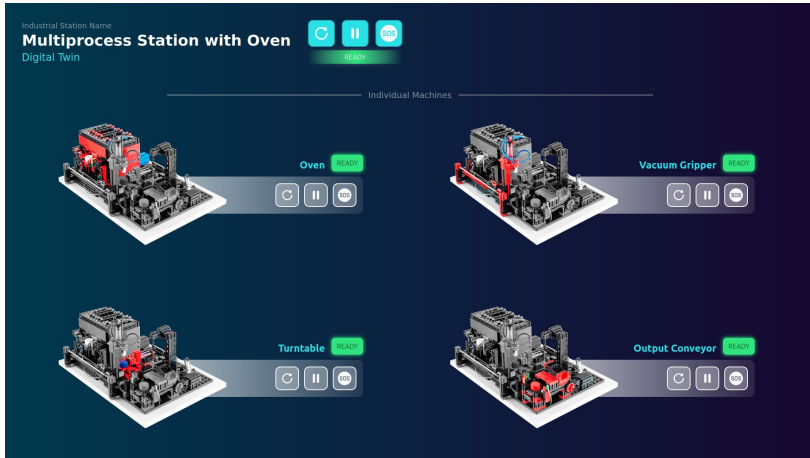 Industrial Station Name
Multiprocess Station with Oven
Digital Twin
SOS
READY
Individual Machines
Oven READY
SOS
Vacuum Gripper READY
SOS
Turntable READY
SOS
Output Conveyor READY
SOS